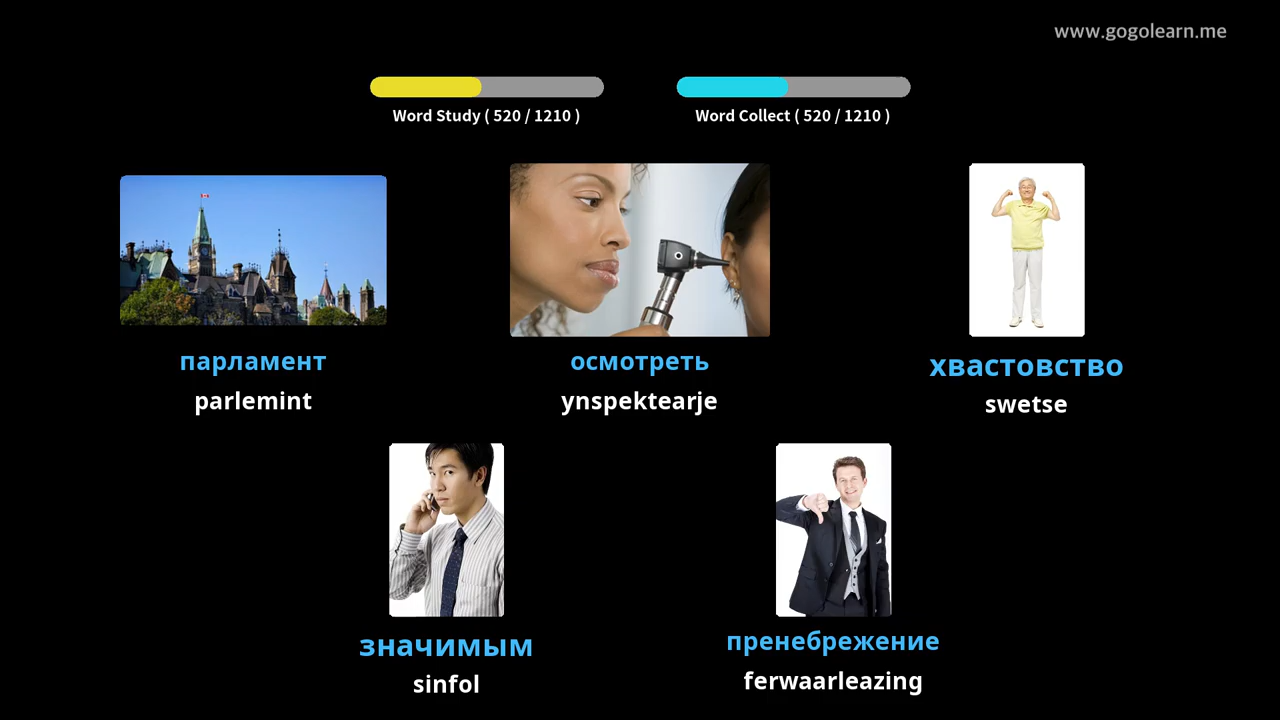 www.gogolearn.me
Word Study ( 520 / 1210 )
Word Collect ( 520 / 1210 )
парламент
parlemint
осмотреть
ynspektearje
хвастовство
swetse
значимым
sinfol
пренебрежение
ferwaarleazing